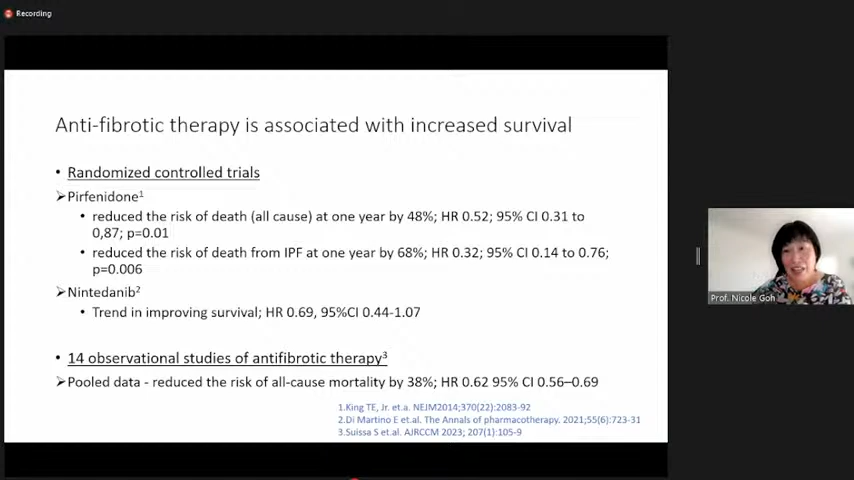 Recording
Anti-fibrotic therapy is associated with increased survival
• Randomized controlled trials
➢Pirfenidone1
• reduced the risk of death (all cause) at one year by 48%; HR 0.52; 95% CI 0.31 to
0,87; p=0.01
• reduced the risk of death from IPF at one year by 68%; HR 0.32; 95% CI 0.14 to 0.76;
p=0.006
➢Nintedanib2
• Trend in improving survival; HR 0.69, 95%CI 0.44-1.07
• 14 observational studies of antifibrotic therapy3
➢Pooled data - reduced the risk of all-cause mortality by 38%; HR 0.62 95% CI 0.56–0.69
1.King TE, Jr. et.a. NEJM2014;370(22):2083-92
2.Di Martino E et.al. The Annals of pharmacotherapy. 2021;55(6):723-31
3.Suissa S et.al. AJRCCM 2023; 207(1):105-9
Prof. Nicole Goh